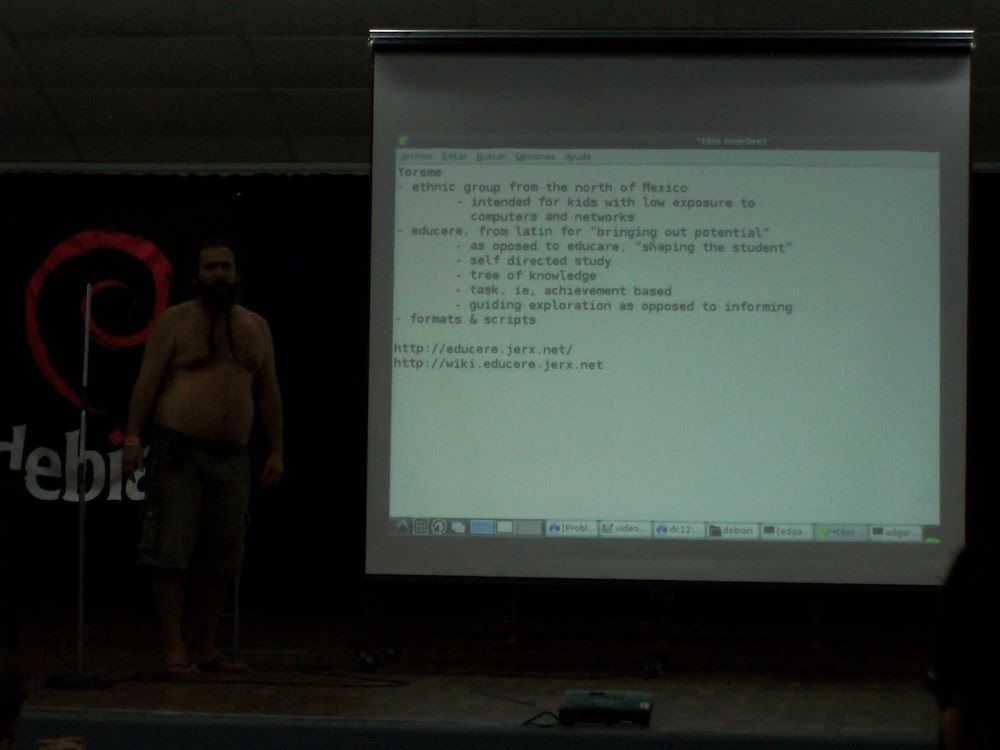 *(Sin nombre)
Archivo Editar Buscar Opciones Ayuda
Yoreme
- ethnic group from the north of Mexico
- intended for kids with low exposure to
computers and networks
- educere, from latin for "bringing out potential"
- as oposed to educare, "shaping the student"
- self directed study
- tree of knowledge
- task, ie, achievement based
- guiding exploration as opposed to informing
- formats & scripts
http://educere.jerx.net/
http://wiki.educere.jerx.net
[Probl... video... dc12:... debian [edga... *(Sin edgar
debia